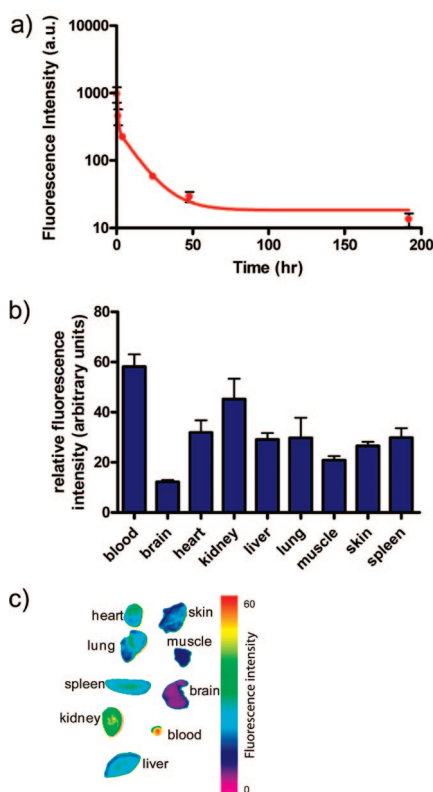 a)
Fluorescence Intensity (a.u.)
1000
100
10
0
50
100
150
200
Time (hr)
b)
relative fluorescence
intensity (arbitrary units)
80
60
40
20
0
blood
brain
heart
kidney
liver
lung
muscle
skin
spleen
c)
heart
skin
lung
muscle
spleen
brain
kidney
blood
liver
60
Fluorescence intensity
0